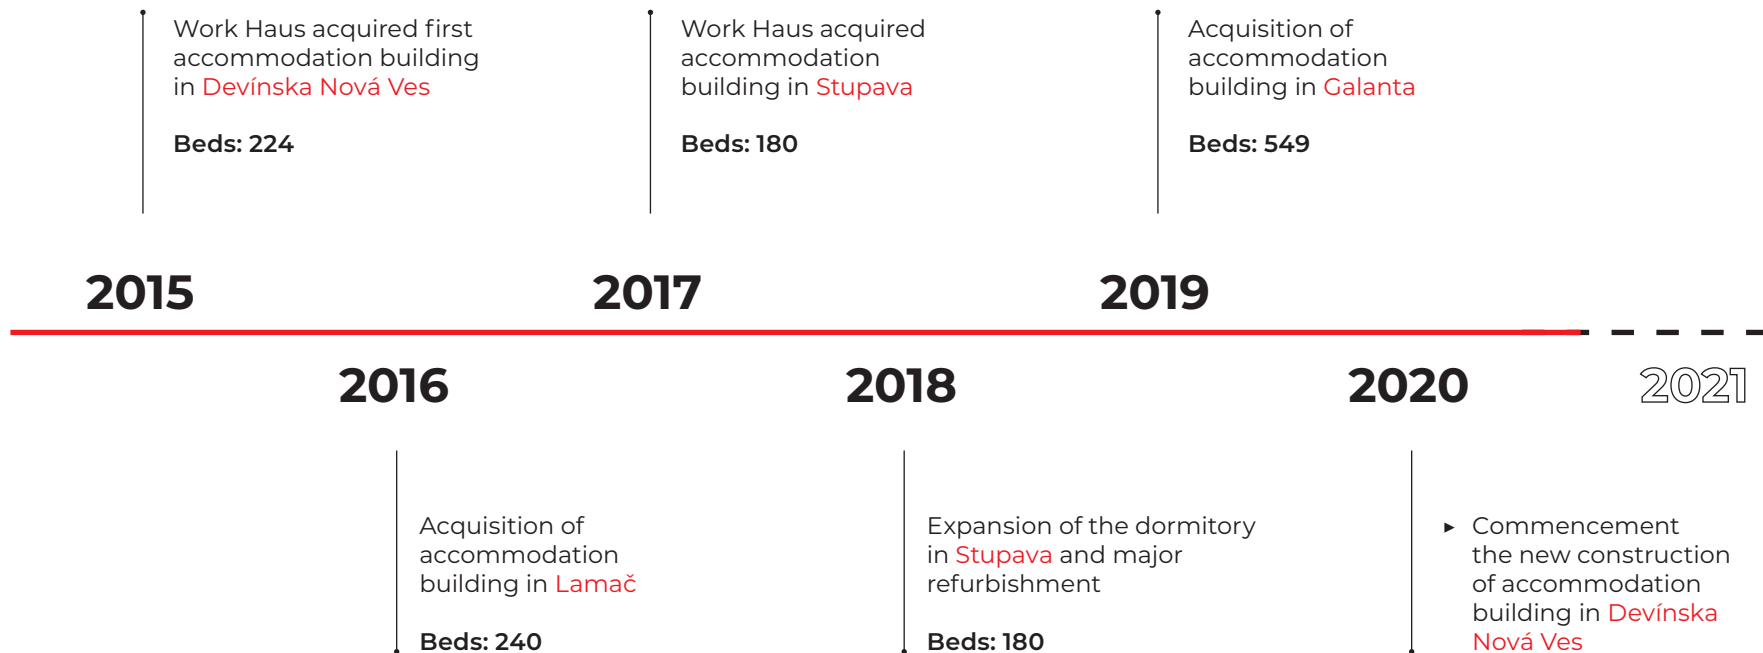 Work Haus acquired first
accommodation building
in Devínska Nová Ves
Beds: 224
Work Haus acquired
accommodation
building in Stupava
Beds: 180
Acquisition of
accommodation
building in Galanta
Beds: 549
2015
2017
2019
2016
2018
2020
2021
Acquisition of
accommodation
building in Lamač
Beds: 240
Expansion of the dormitory
in Stupava and major
refurbishment
Beds: 180
► Commencement
the new construction
of accommodation
building in Devínska
Nová Ves